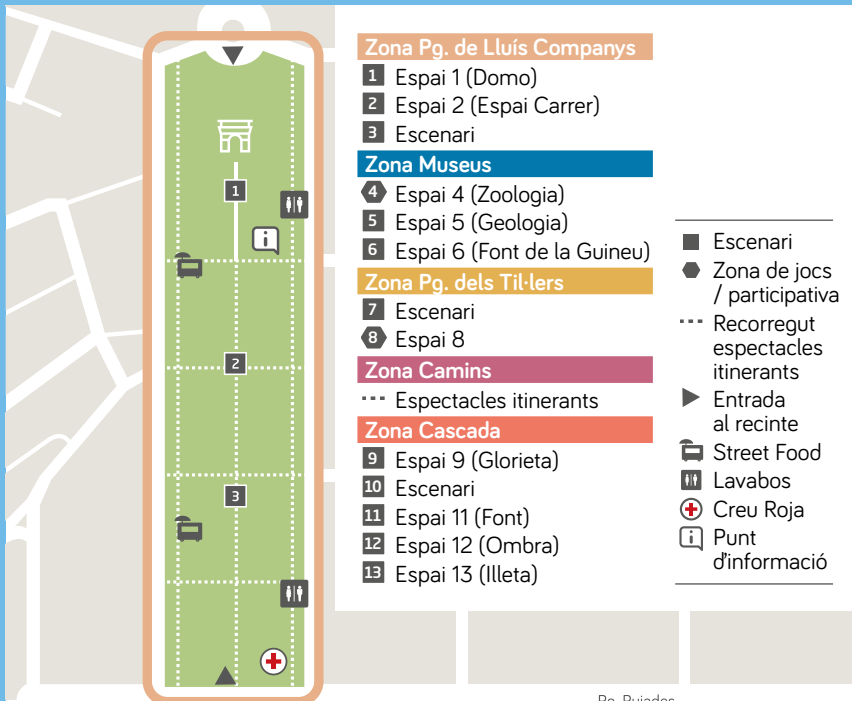 Zona Pg. de Lluís Companys
1 Espai 1 (Domo)
2 Espai 2 (Espai Carrer)
3 Escenari
Zona Museus
4 Espai 4 (Zoologia)
5 Espai 5 (Geologia)
6 Espai 6 (Font de la Guineu)
Zona Pg. dels Til·lers
7 Escenari
8 Espai 8
Zona Camins
Espectacles itinerants
Zona Cascada
9 Espai 9 (Glorieta)
10 Escenari
11 Espai 11 (Font)
12 Espai 12 (Ombra)
13 Espai 13 (Illeta)
Escenari
Zona de jocs
/ participativa
Recorregut
espectacles
itinerants
Entrada
al recinte
Street Food
Lavabos
Creu Roja
i Punt
d'informació
1
i
2
3